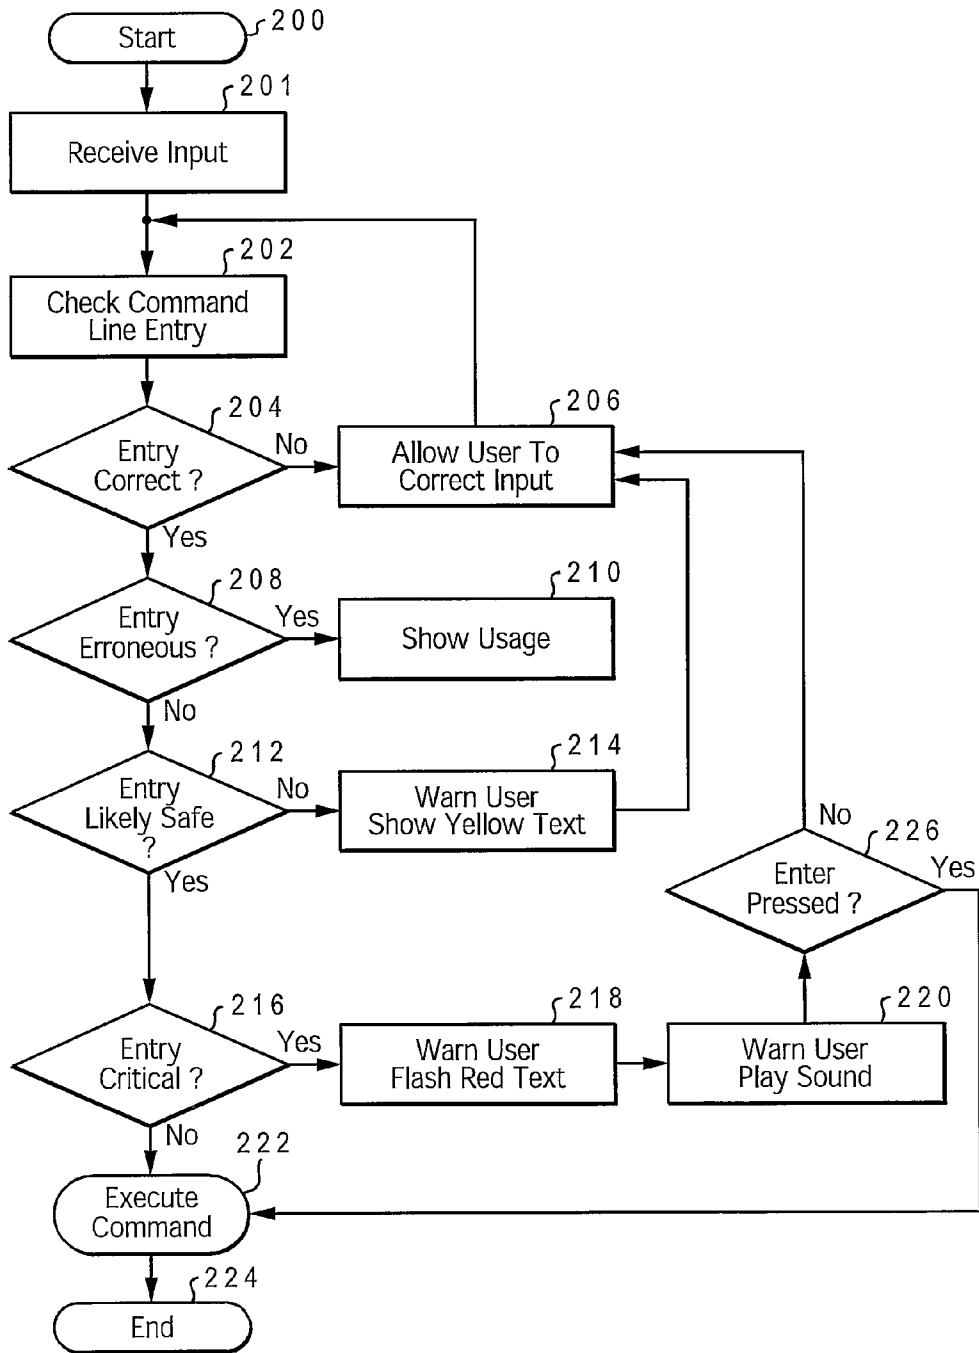 Start
200
201
Receive Input
202
Check Command
Line Entry
204
Entry
Correct ?
No
Yes
206
Allow User To
Correct Input
208
Entry
Erroneous ?
Yes
No
210
Show Usage
212
Entry
Likely Safe
?
No
Yes
214
Warn User
Show Yellow Text
No
226
Enter
Pressed ?
Yes
216
Entry
Critical ?
Yes
No
218
Warn User
Flash Red Text
220
Warn User
Play Sound
222
Execute
Command
224
End